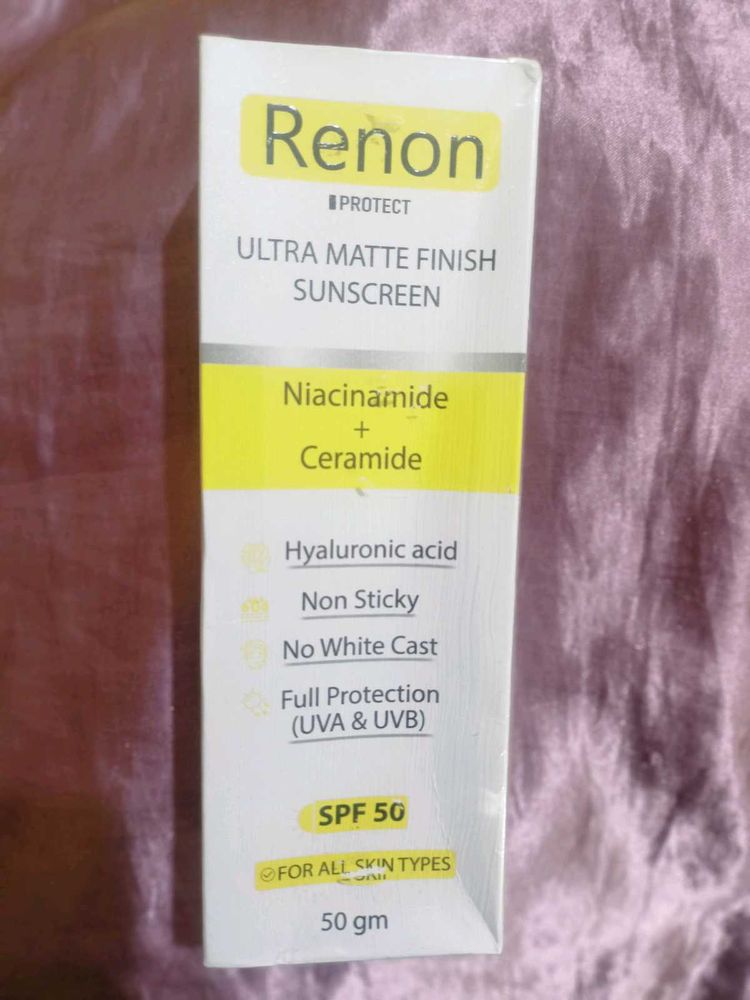 Renon
PROTECT
ULTRA MATTE FINISH
SUNSCREEN
Niacinamide
+
Ceramide
Hyaluronic acid
Non Sticky
No White Cast
Full Protection
(UVA & UVB)
SPF 50
FOR ALL SKIN TYPES
50 gm